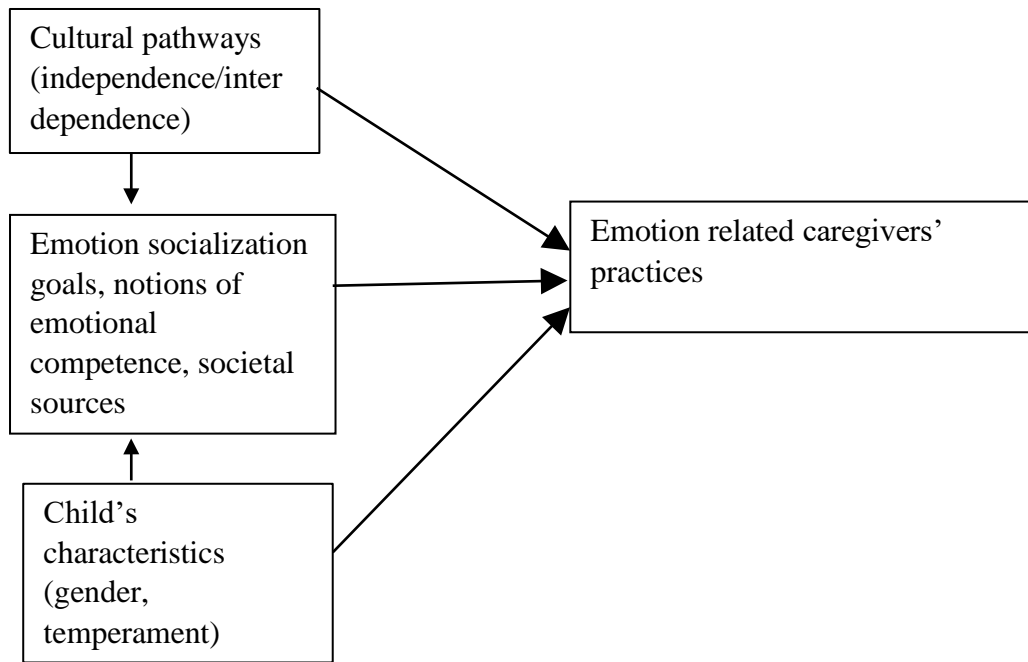 Cultural pathways
(independence/inter
dependence)
Emotion socialization
goals, notions of
emotional
competence, societal
sources
Emotion related caregivers’
practices
Child’s
characteristics
(gender,
temperament)